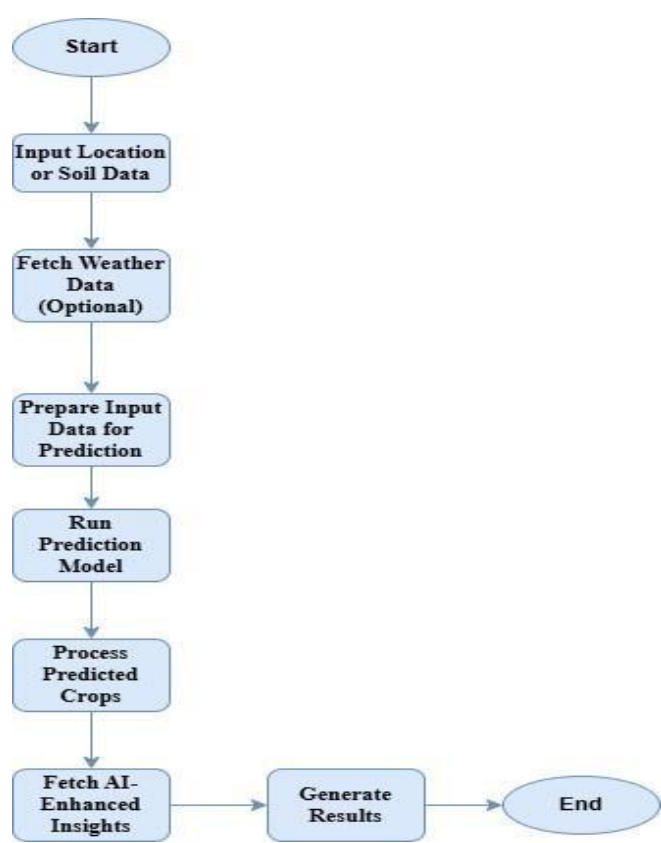 Start
Input Location
or Soil Data
Fetch Weather
Data
(Optional)
Prepare Input
Data for
Prediction
Run
Prediction
Model
Process
Predicted
Crops
Fetch AI-
Enhanced
Insights
Generate
Results
End